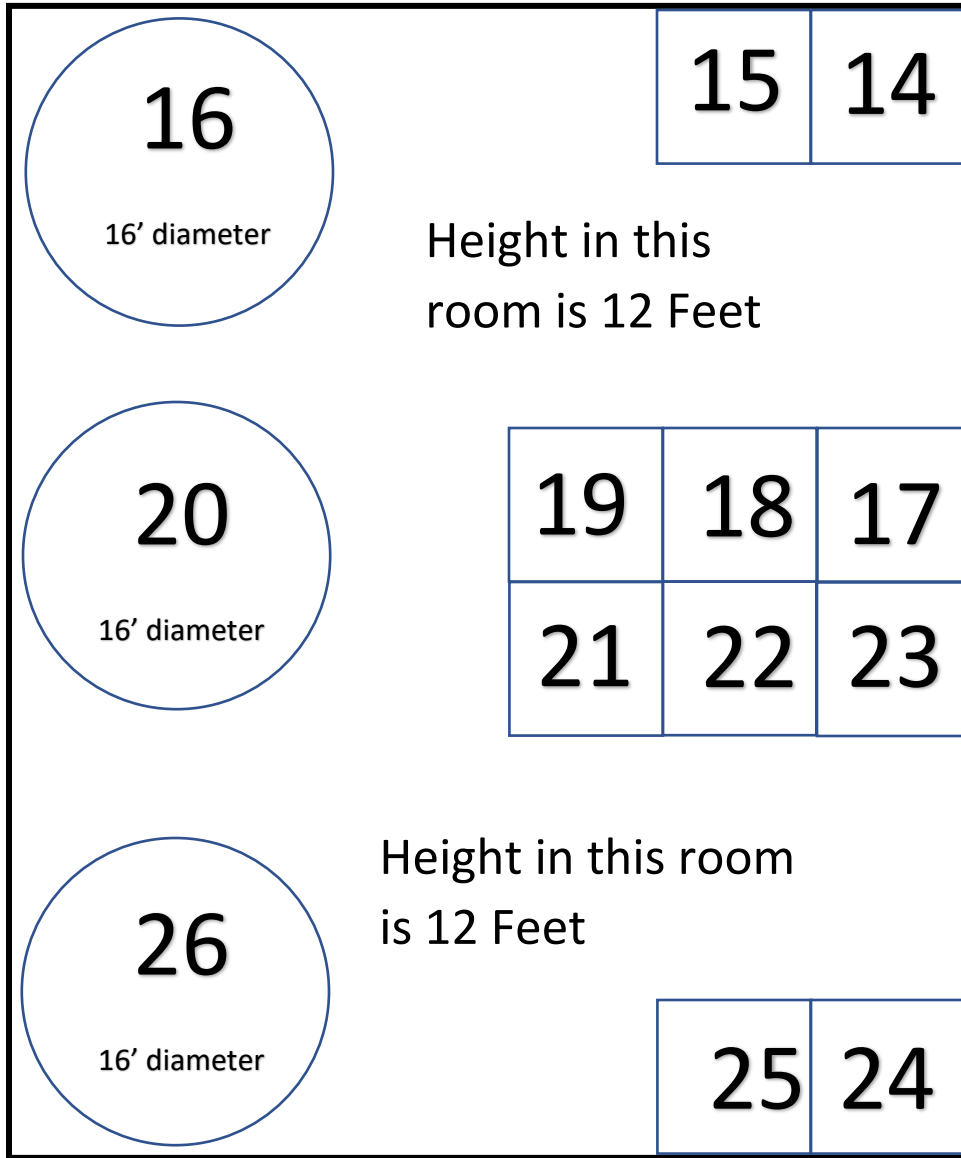 16
16’ diameter
15 14
Height in this
room is 12 Feet
20
16’ diameter
19 18 17
21 22 23
Height in this room
is 12 Feet
26
16’ diameter
25 24